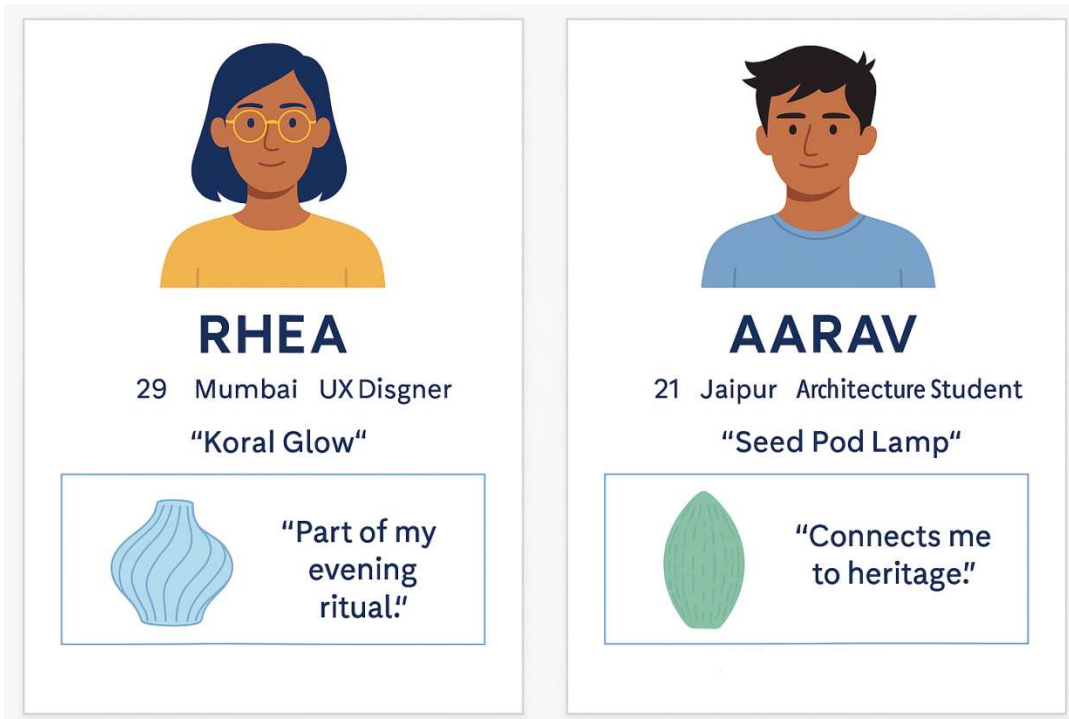 RHEA
29 Mumbai UX Disgner
“Koral Glow“
“Part of my
evening
ritual.“
AARAV
21 Jaipur Architecture Student
“Seed Pod Lamp“
“Connects me
to heritage.”